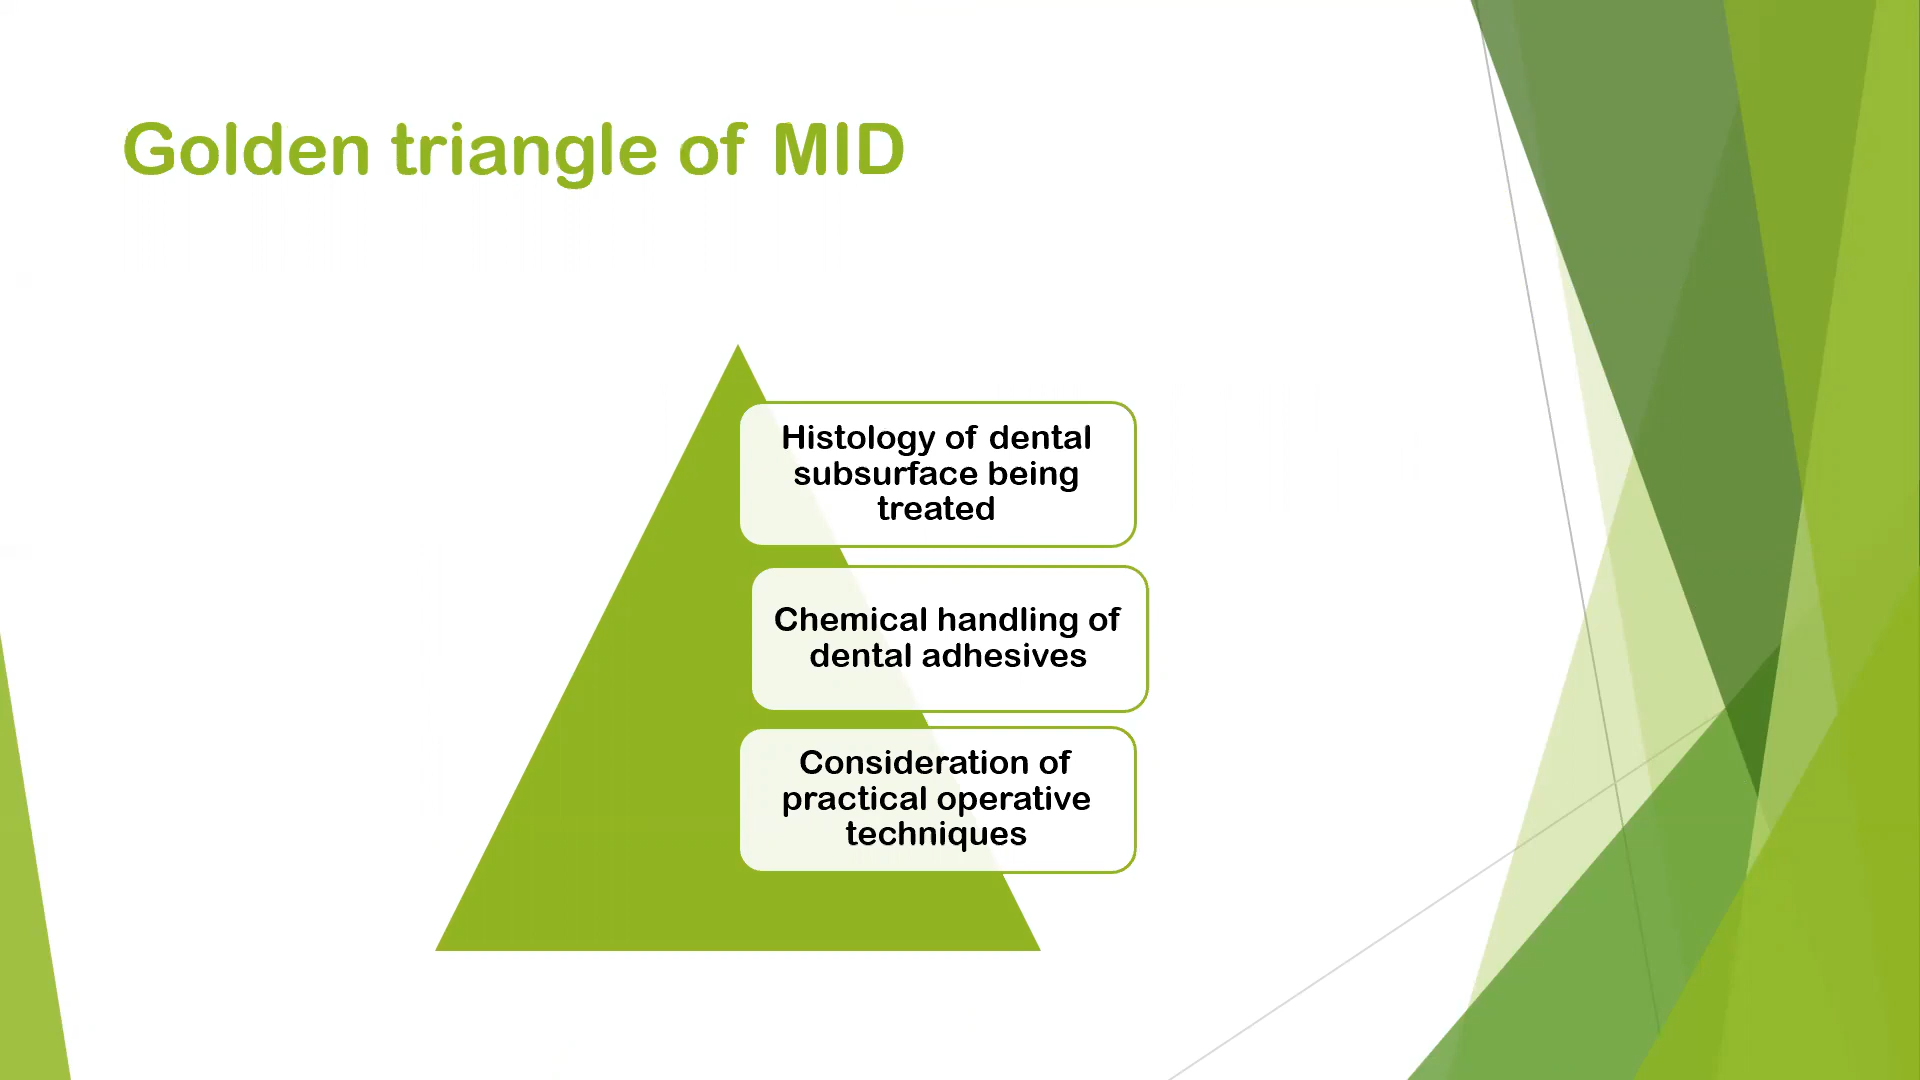 Golden triangle of MID
Histology of dental
subsurface being
treated
Chemical handling of
dental adhesives
Consideration of
practical operative
techniques